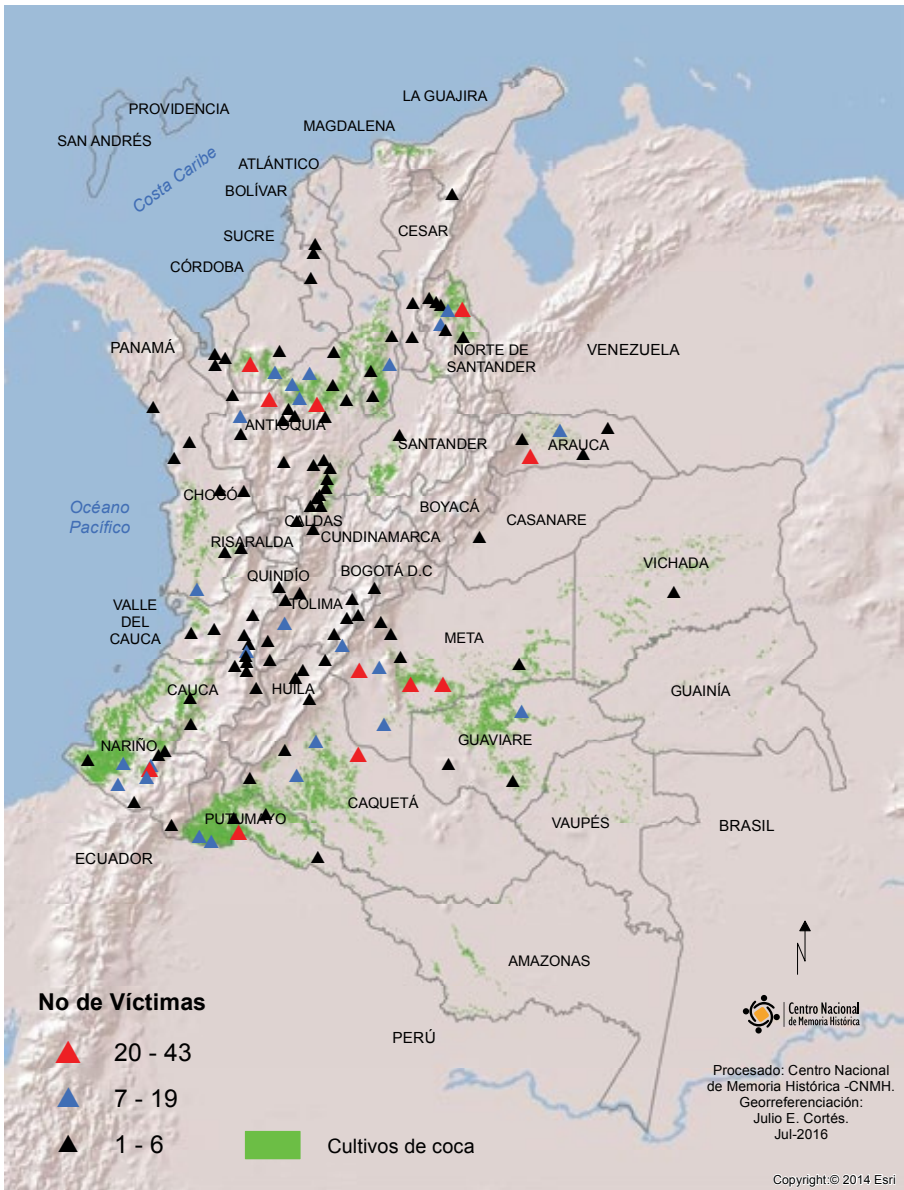 LA GUAJIRA
PROVIDENCIA
MAGDALENA
SAN ANDRÉS
ATLÁNTICO
Costa Caribe
BOLÍVAR
CESAR
SUCRE
CÓRDOBA
PANAMÁ
NORTE DE
SANTANDER
VENEZUELA
ANTIOQUIA
SANTANDER
ARAUCA
CHOCÓ
BOYACÁ
Océano
Pacífico
CALDAS
CASANARE
RISARALDA
CUNDINAMARCA
VICHADA
QUINDÍO
BOGOTÁ D.C
VALLE
DEL
CAUCA
TOLIMA
META
CAUCA
HUILA
GUAINÍA
NARIÑO
GUAVIARE
CAQUETÁ
PUTUMAYO
VAUPÉS
BRASIL
ECUADOR
AMAZONAS
N
No de Víctimas
Centro Nacional
de Memoria Histórica
PERÚ
20 - 43
7 - 19
1 - 6
Cultivos de coca
Procesado: Centro Nacional
de Memoria Histórica -CNMH.
Georreferenciación:
Julio E. Cortés.
Jul-2016
Copyright:© 2014 Esri